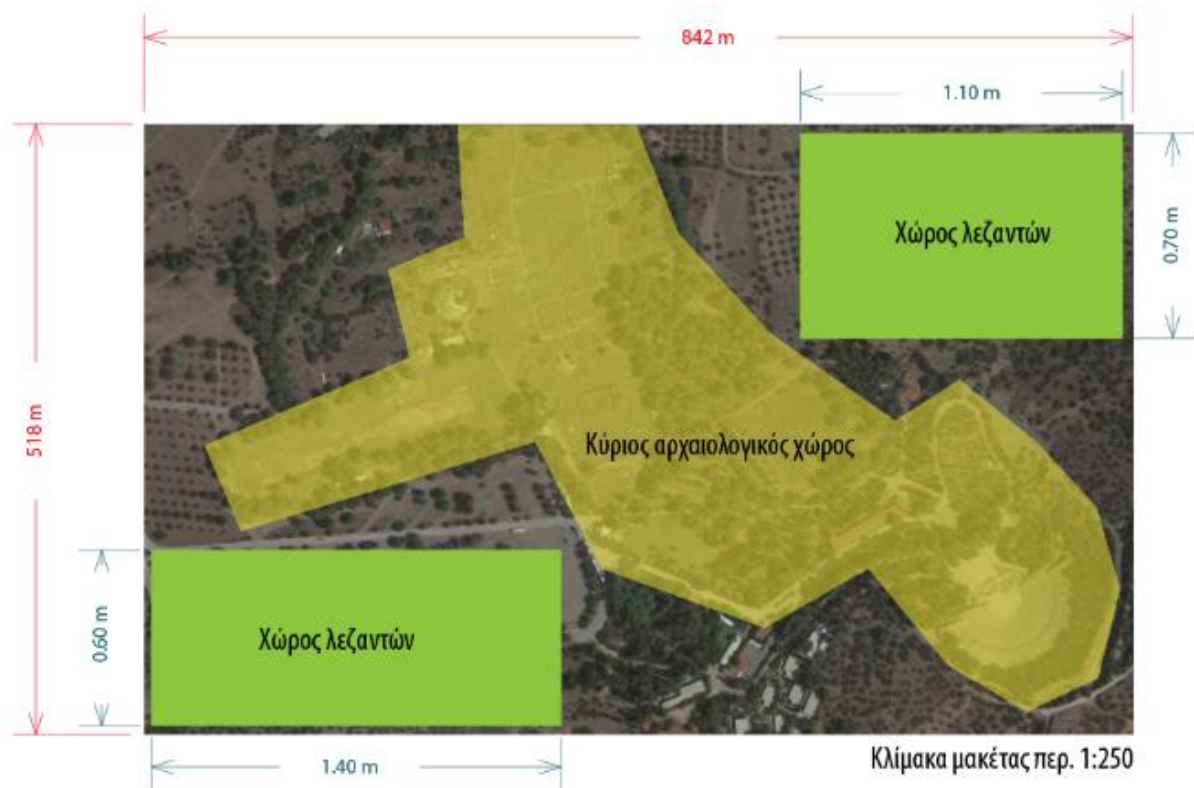 842 m
1.10 m
518 m
Χώρος λεζαντών
0.70 m
Κύριος αρχαιολογικός χώρος
0.60 m
Χώρος λεζαντών
1.40 m
Κλίμακα μακέτας περ. 1:250